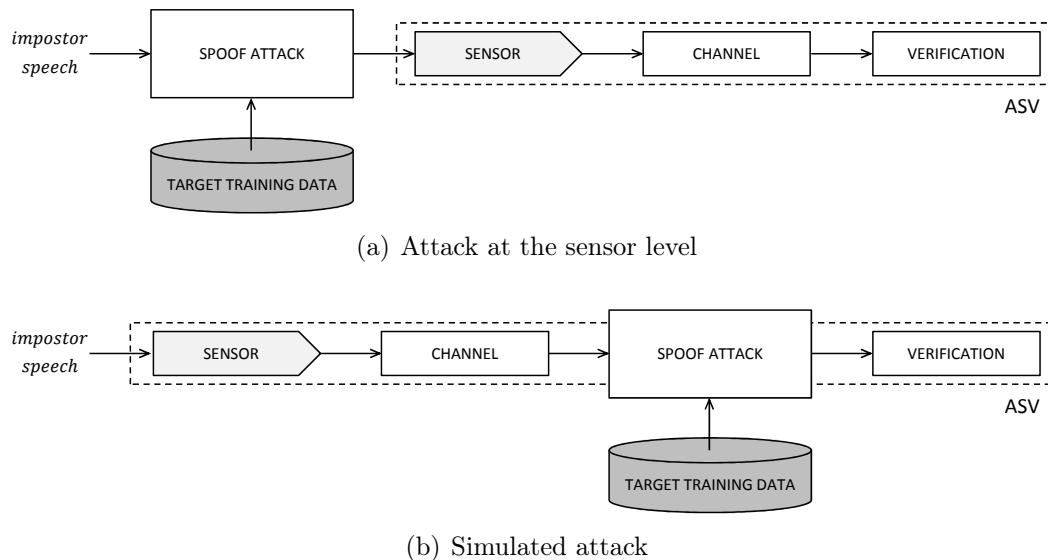 impostor
speech
SPOOF ATTACK
SENSOR
CHANNEL
VERIFICATION
ASV
TARGET TRAINING DATA
(a) Attack at the sensor level
impostor
speech
SENSOR
CHANNEL
SPOOF ATTACK
VERIFICATION
ASV
TARGET TRAINING DATA
(b) Simulated attack